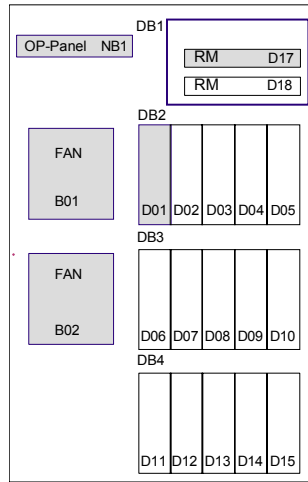 DB1
OP-Panel NB1
RM D17
RM D18
DB2
FAN
B01
D01 D02 D03 D04 D05
DB3
FAN
B02
D06 D07 D08 D09 D10
DB4
D11 D12 D13 D14 D15